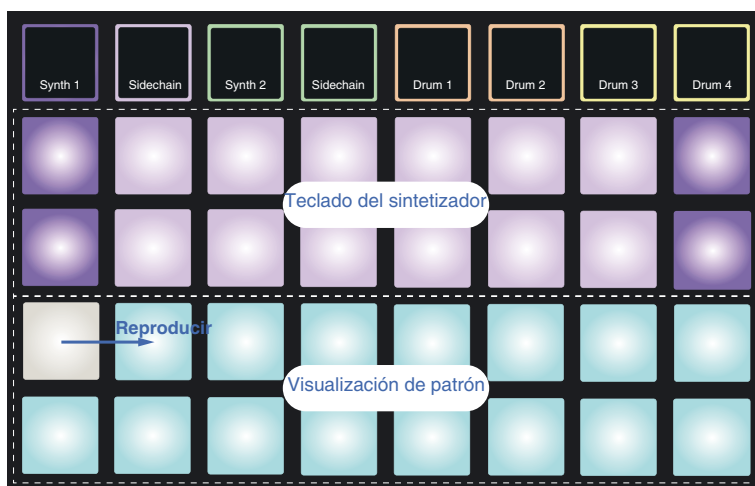 Synth 1 Sidechain Synth 2 Sidechain Drum 1 Drum 2 Drum 3 Drum 4
Teclado del sintetizador
Reproducir
Visualización de patrón